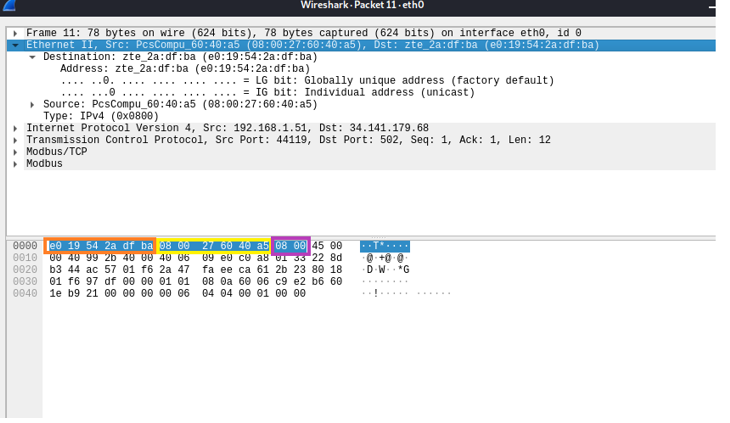 Wireshark · Packet 11 · eth0
Frame 11: 78 bytes on wire (624 bits), 78 bytes captured (624 bits) on interface eth0, id 0
Ethernet II, Src: PcsCompu_60:40:a5 (08:00:27:60:40:a5), Dst: zte_2a:df:ba (e0:19:54:2a:df:ba)
Destination: zte_2a:df:ba (e0:19:54:2a:df:ba)
Address: zte_2a:df:ba (e0:19:54:2a:df:ba)
.... ..0. .... .... .... .... = LG bit: Globally unique address (factory default)
.... ...0 .... .... .... .... = IG bit: Individual address (unicast)
Source: PcsCompu_60:40:a5 (08:00:27:60:40:a5)
Type: IPv4 (0x0800)
Internet Protocol Version 4, Src: 192.168.1.51, Dst: 34.141.179.68
Transmission Control Protocol, Src Port: 44119, Dst Port: 502, Seq: 1, Ack: 1, Len: 12
Modbus/TCP
Modbus
0000 e0 19 54 2a df ba 08 00 27 60 40 a5 08 00 45 00 ··T*····
0010 00 40 99 2b 40 00 40 06 09 e0 c0 a8 01 33 22 8d ·@·+@·@·
0020 b3 44 ac 57 01 f6 2a 47 fa ee ca 61 2b 23 80 18 ·D·W··*G
0030 01 f6 97 df 00 00 01 01 08 0a 60 06 c9 e2 b6 60 ········
0040 1e b9 21 00 00 00 00 06 04 04 00 01 00 00 ··!····· ······